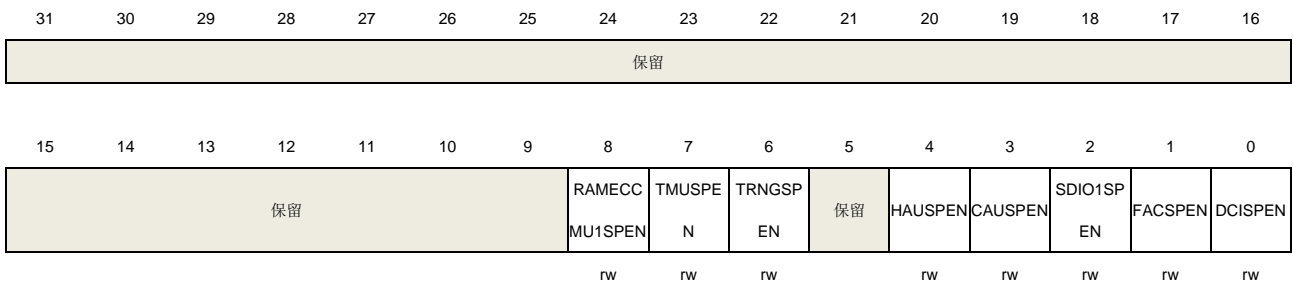 31 30 29 28 27 26 25 24 23 22 21 20 19 18 17 16
保留
15 14 13 12 11 10 9 8 7 6 5 4 3 2 1 0
RAMECC TMUSPE TRNGSP SDIO1SP
保留 保留 HAUSPEN CAUSPEN FACSPEN DCISPEN
MU1SPEN N EN EN
rw rw rw rw rw rw rw rw